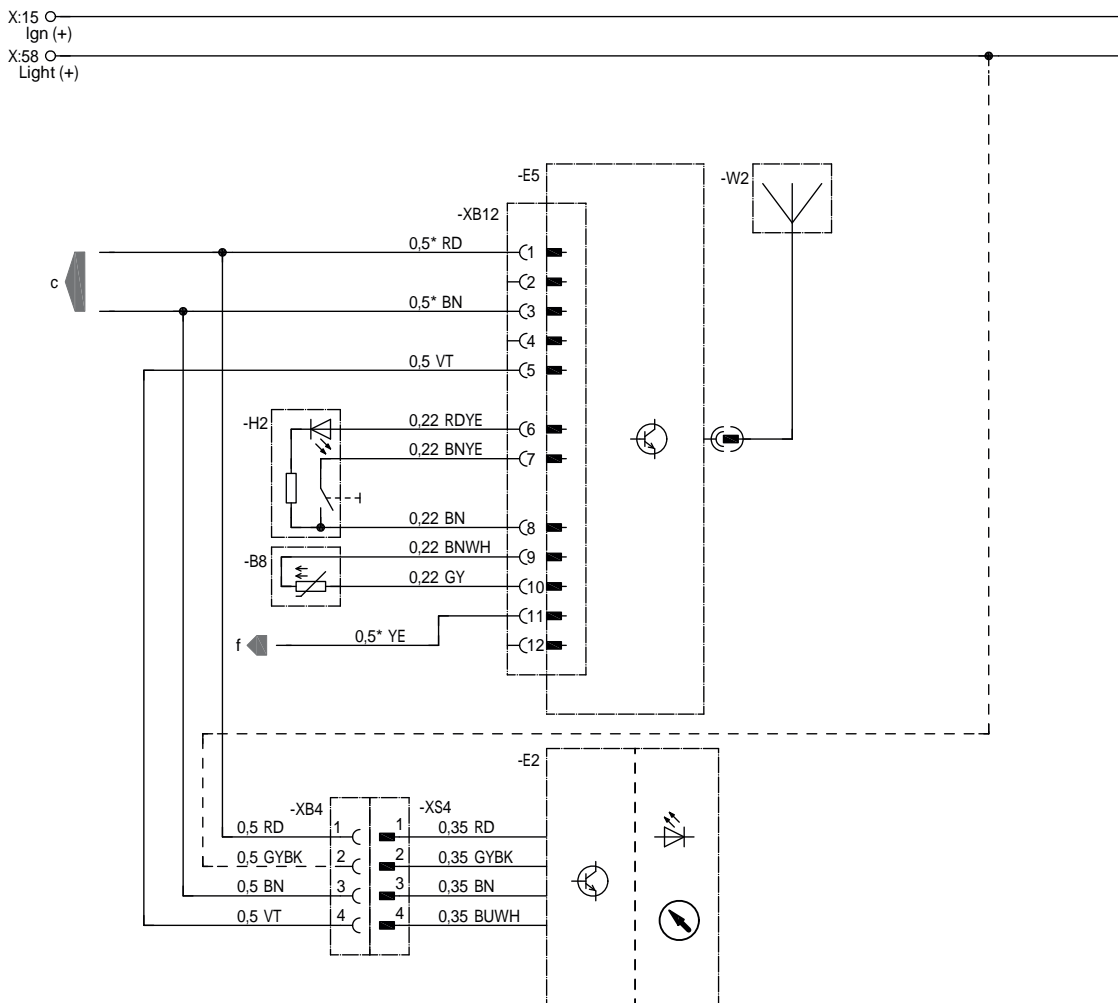 X:15
Ign (+)
X:58
Light (+)
-E5
-W2
-XB12
0,5* RD
1
2
c
0,5* BN
3
4
0,5 VT
5
-H2
0,22 RDYE
6
0,22 BNYE
7
0,22 BN
8
-B8
0,22 BNWH
9
0,22 GY
10
11
f
0,5* YE
12
-E2
-XB4
-XS4
0,5 RD
1
1
0,35 RD
0,5 GYBK
2
2
0,35 GYBK
0,5 BN
3
3
0,35 BN
0,5 VT
4
4
0,35 BUWH